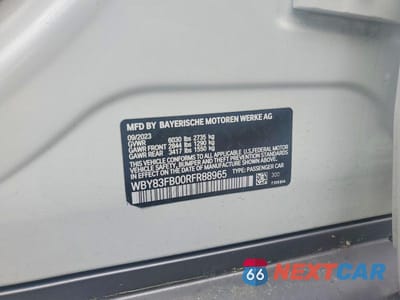 MFD BY BAYERISCHE MOTOREN WERKE AG
09/2023
GVWR 6030 lbs 2735 kg
GAWR FRONT 2844 lbs 1290 kg
GAWR REAR 3417 lbs 1550 kg
THIS VEHICLE CONFORMS TO ALL APPLICABLE
U.S.FEDERAL MOTOR
VEHICLE SAFETY, BUMPER AND THEFT PREVENTION
STANDARDS IN EFFECT ON THE DATE OF
MANUFACTURE SHOWN ABOVE.
WBY83FB00RFR88965 TYPE: PASSENGER CAR
300
66 NEXTCAR